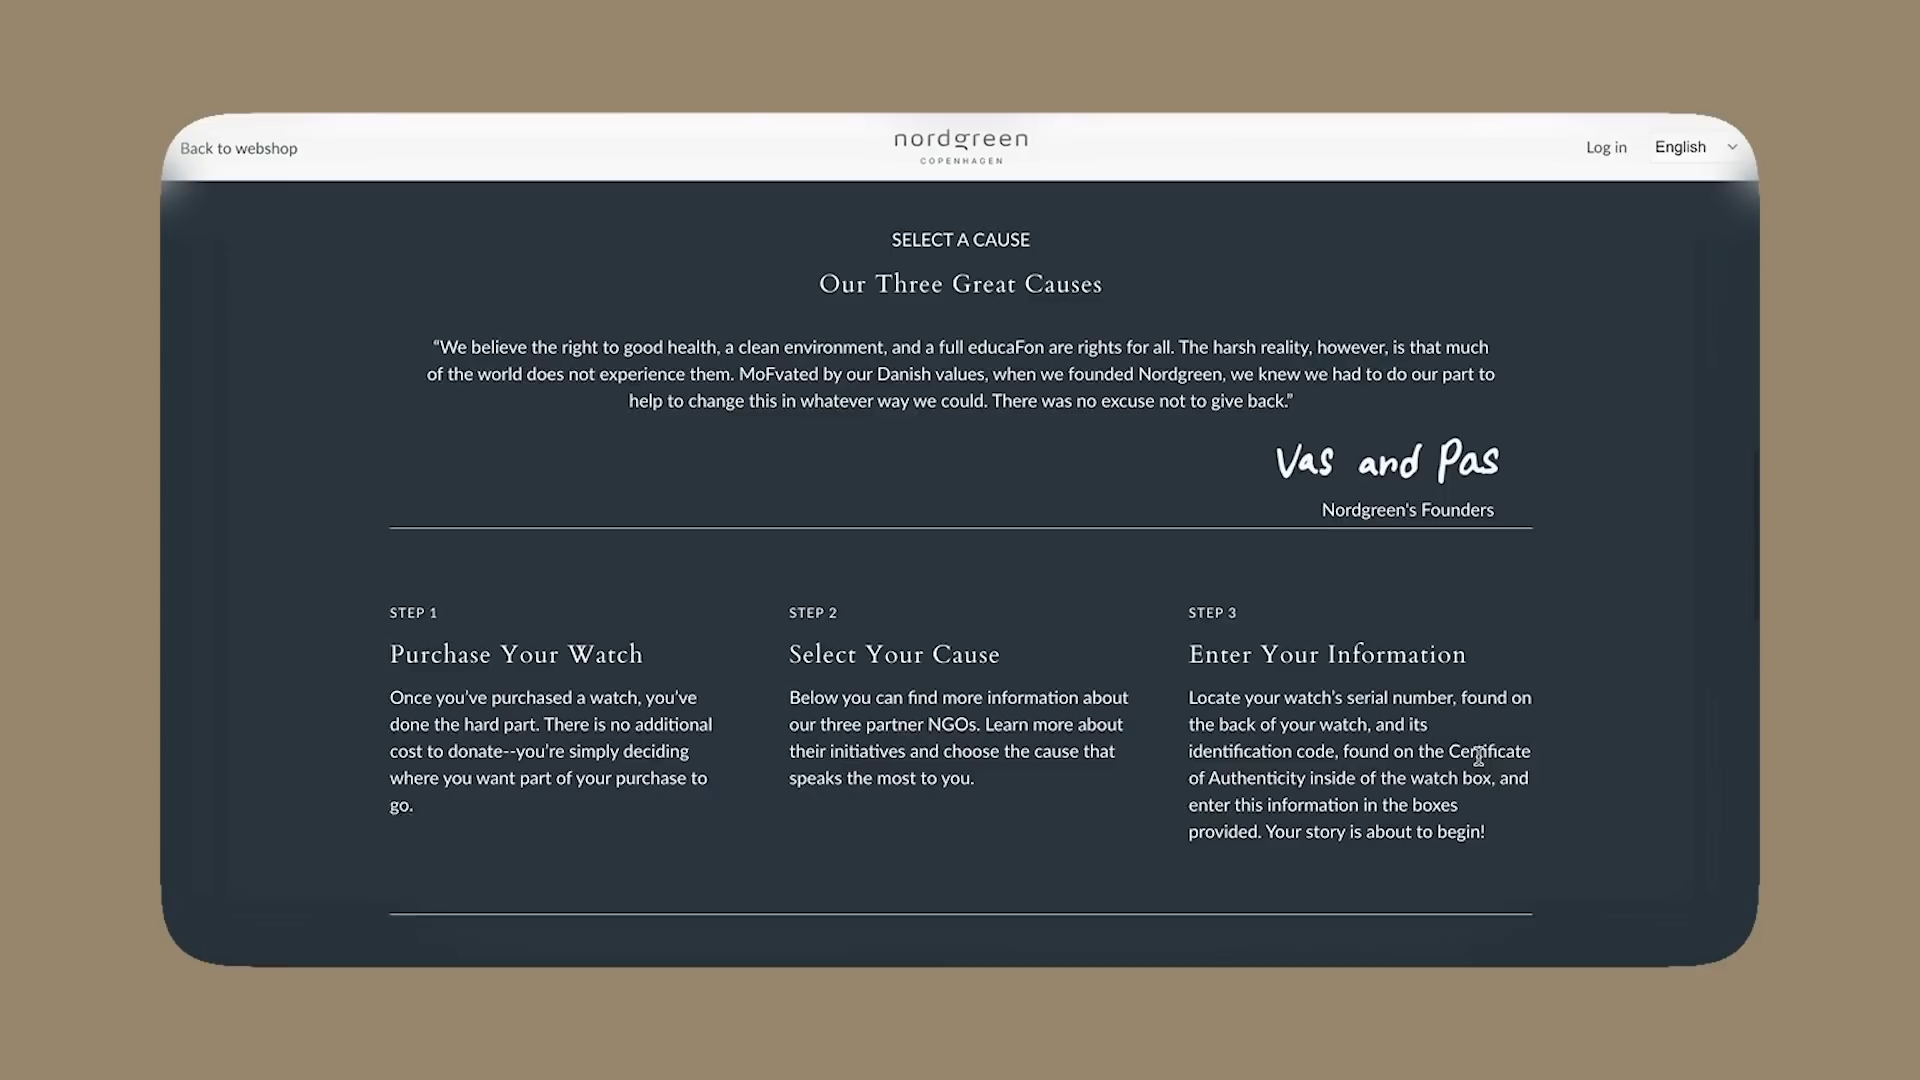 Back to webshop
nordgreen
COPENHAGEN
Log in
English
SELECT A CAUSE
Our Three Great Causes
“We believe the right to good health, a clean environment, and a full educaFon are rights for all. The harsh reality, however, is that much
of the world does not experience them. MoFvated by our Danish values, when we founded Nordgreen, we knew we had to do our part to
help to change this in whatever way we could. There was no excuse not to give back.”
Vas and Pas
Nordgreen's Founders
STEP 1
Purchase Your Watch
Once you’ve purchased a watch, you’ve
done the hard part. There is no additional
cost to donate--you’re simply deciding
where you want part of your purchase to
go.
STEP 2
Select Your Cause
Below you can find more information about
our three partner NGOs. Learn more about
their initiatives and choose the cause that
speaks the most to you.
STEP 3
Enter Your Information
Locate your watch’s serial number, found on
the back of your watch, and its
identification code, found on the Certificate
of Authenticity inside of the watch box, and
enter this information in the boxes
provided. Your story is about to begin!